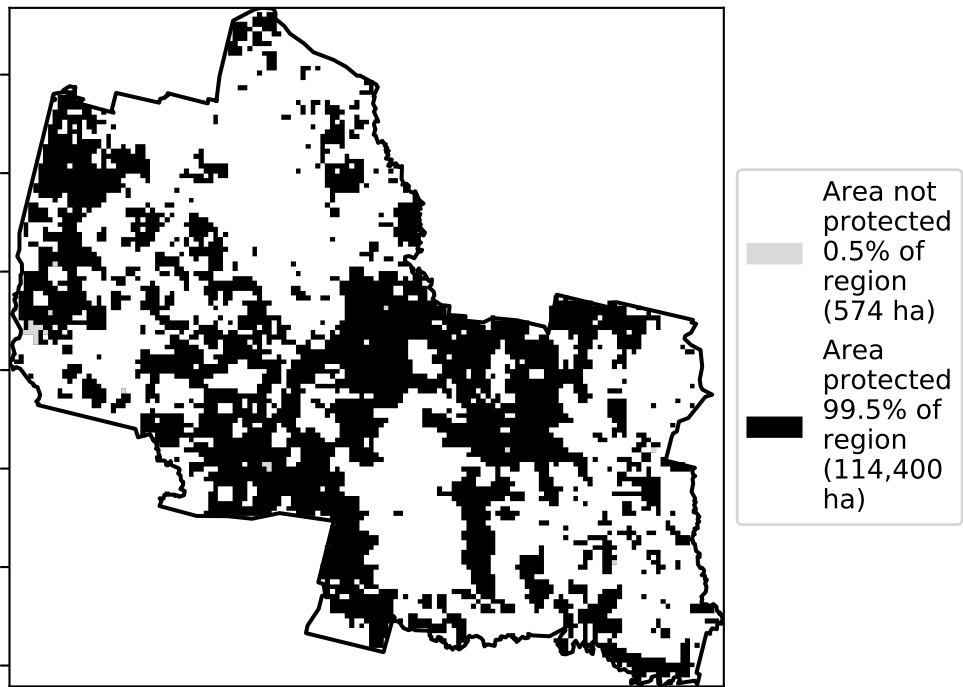 Area not
protected
0.5% of
region
(574 ha)
Area
protected
99.5% of
region
(114,400
ha)